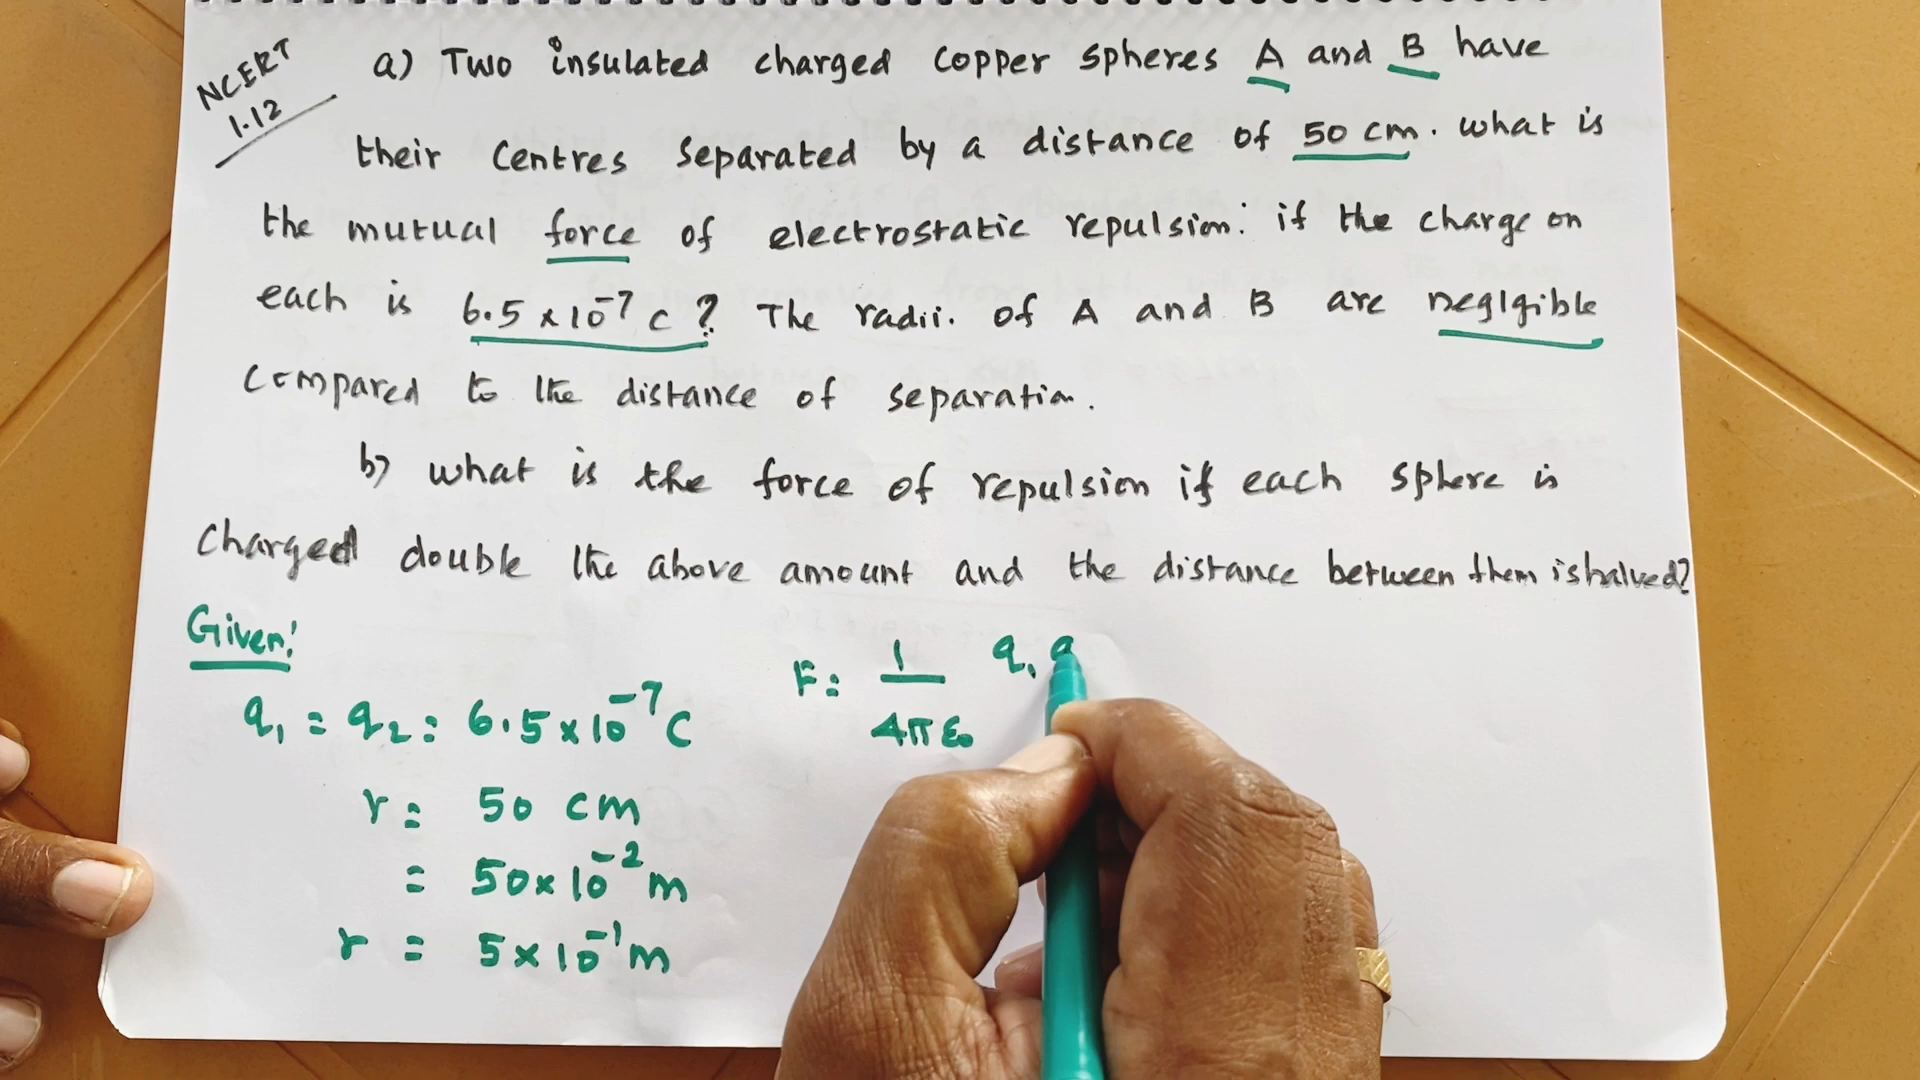 NCERT
1.12
a) Two insulated charged copper spheres A and B have
their centres separated by a distance of 50 cm. what is
the mutual force of electrostatic repulsion: if the charge on
each is 6.5 x 10⁻⁷ C ? The radii. of A and B are neglgible
compared to the distance of separation.
b) what is the force of repulsion if each sphere is
charged double the above amount and the distance between them is halved?
Given:
q₁ = q₂ = 6.5 x 10⁻⁷ C
F = 1/4πε₀ q₁ q
r = 50 cm
= 50 x 10⁻² m
r = 5 x 10⁻¹ m